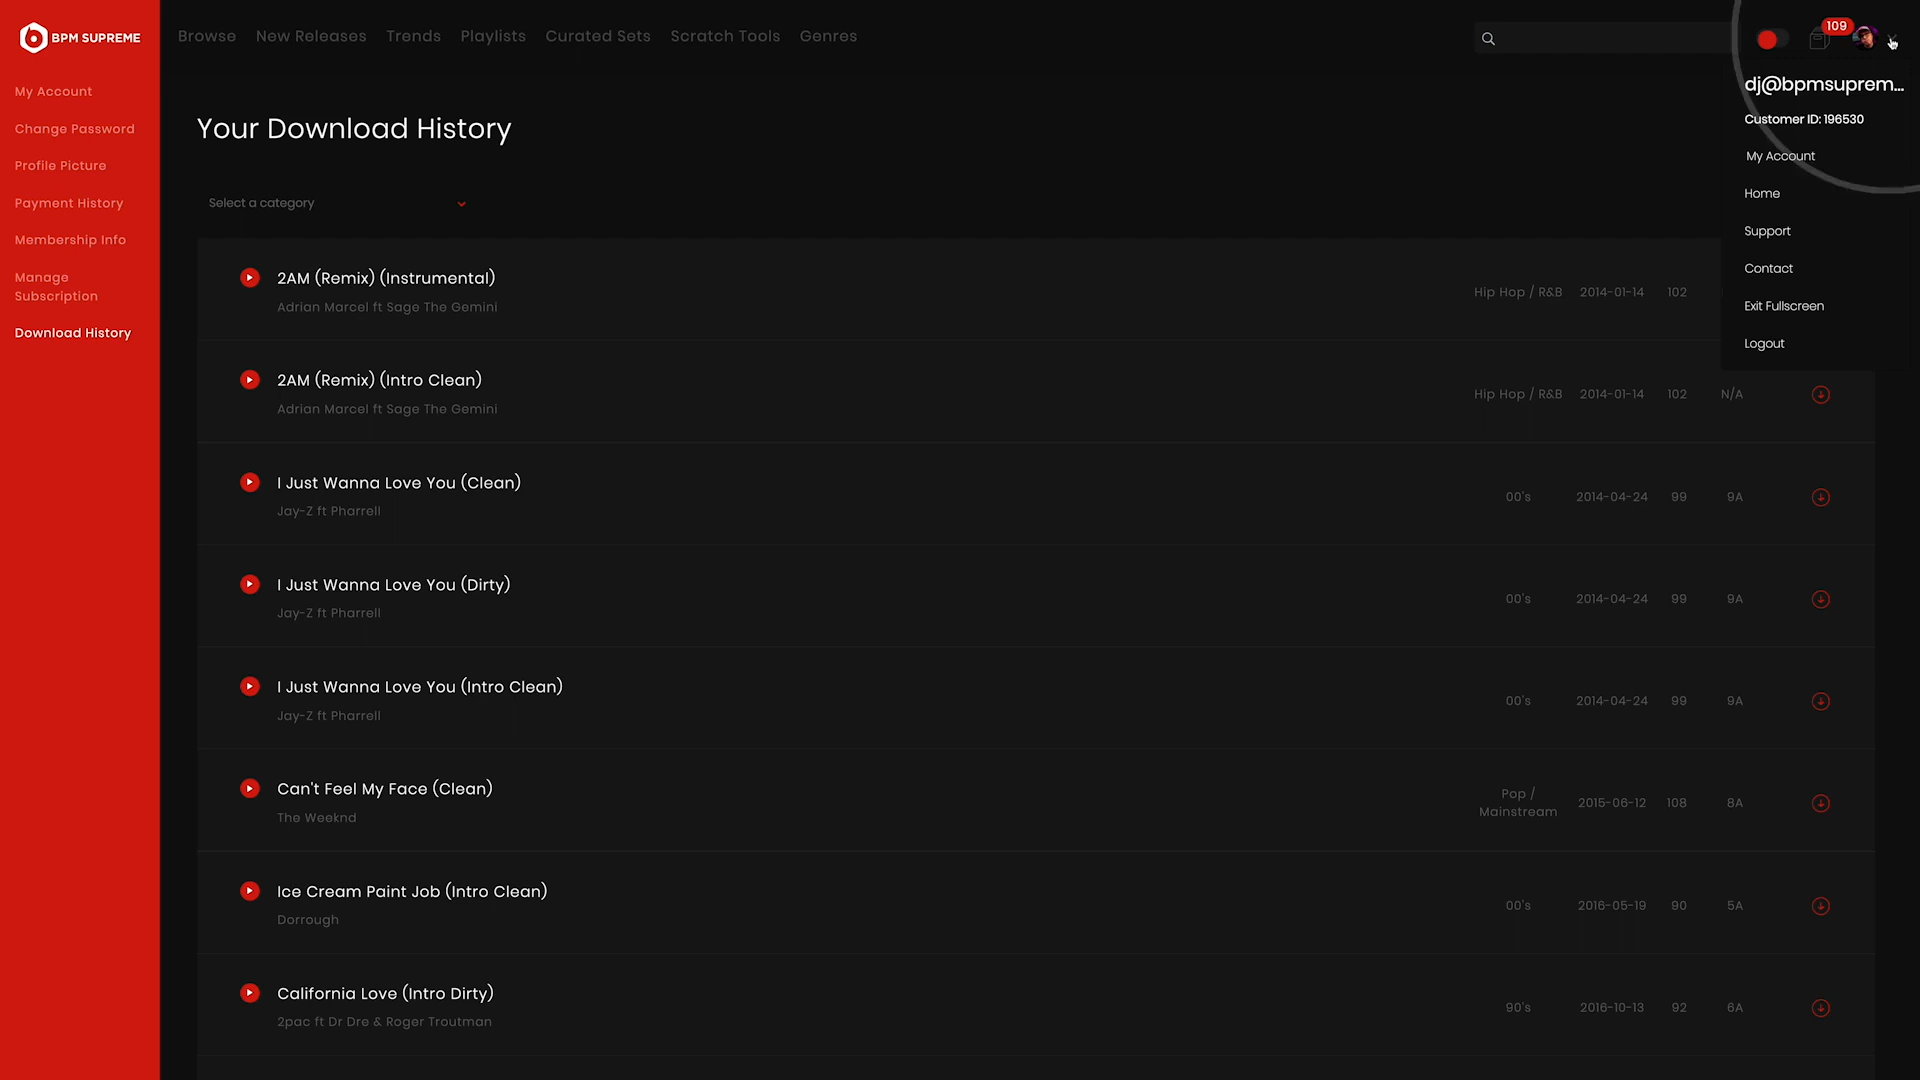 BPM SUPREME
Browse New Releases Trends Playlists Curated Sets Scratch Tools Genres
109
My Account
Change Password
Profile Picture
Payment History
Membership Info
Manage
Subscription
Download History
dj@bpmsuprem...
Customer ID: 196530
My Account
Home
Support
Contact
Exit Fullscreen
Logout
Your Download History
Select a category
2AM (Remix) (Instrumental)
Adrian Marcel ft Sage The Gemini
Hip Hop / R&B 2014-01-14 102
2AM (Remix) (Intro Clean)
Adrian Marcel ft Sage The Gemini
Hip Hop / R&B 2014-01-14 102 N/A
I Just Wanna Love You (Clean)
Jay-Z ft Pharrell
00's 2014-04-24 99 9A
I Just Wanna Love You (Dirty)
Jay-Z ft Pharrell
00's 2014-04-24 99 9A
I Just Wanna Love You (Intro Clean)
Jay-Z ft Pharrell
00's 2014-04-24 99 9A
Can't Feel My Face (Clean)
The Weeknd
Pop /
Mainstream 2015-06-12 108 8A
Ice Cream Paint Job (Intro Clean)
Dorrough
00's 2016-05-19 90 5A
California Love (Intro Dirty)
2pac ft Dr Dre & Roger Troutman
90's 2016-10-13 92 6A